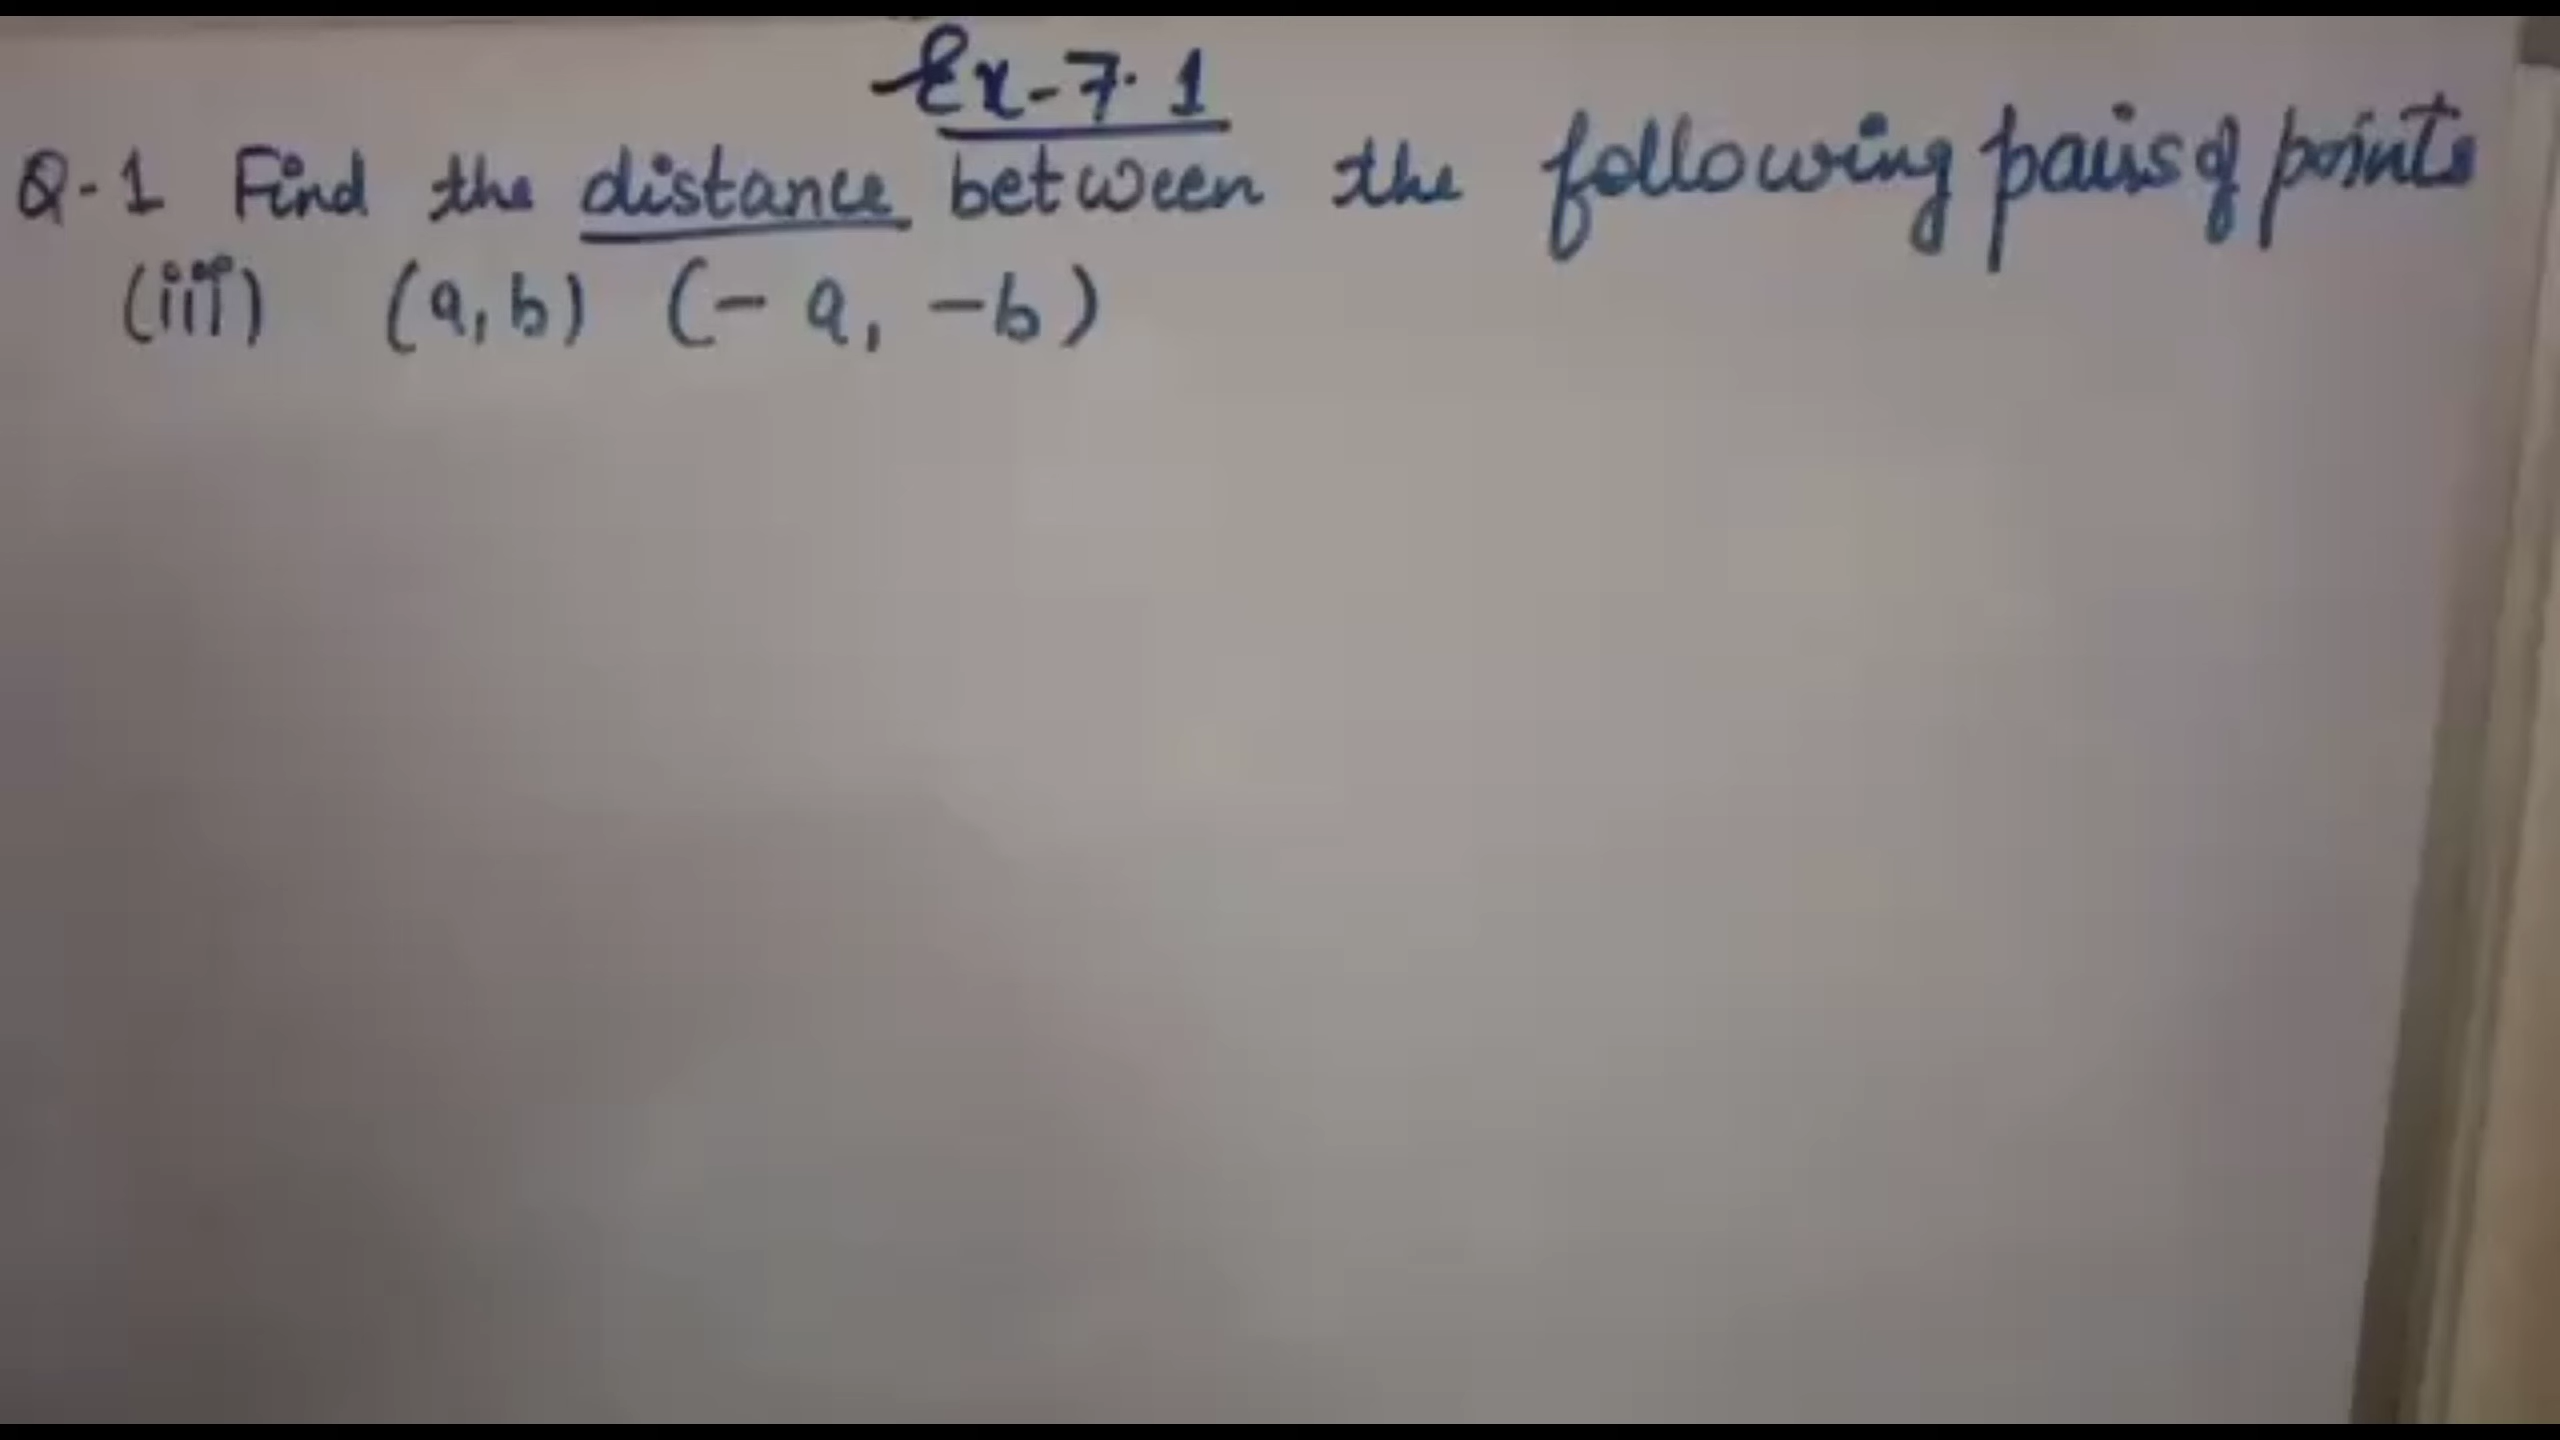 Ex-7.1
Q-1 Find the distance between the following pairs of points
(iii) (a,b) (-a, -b)